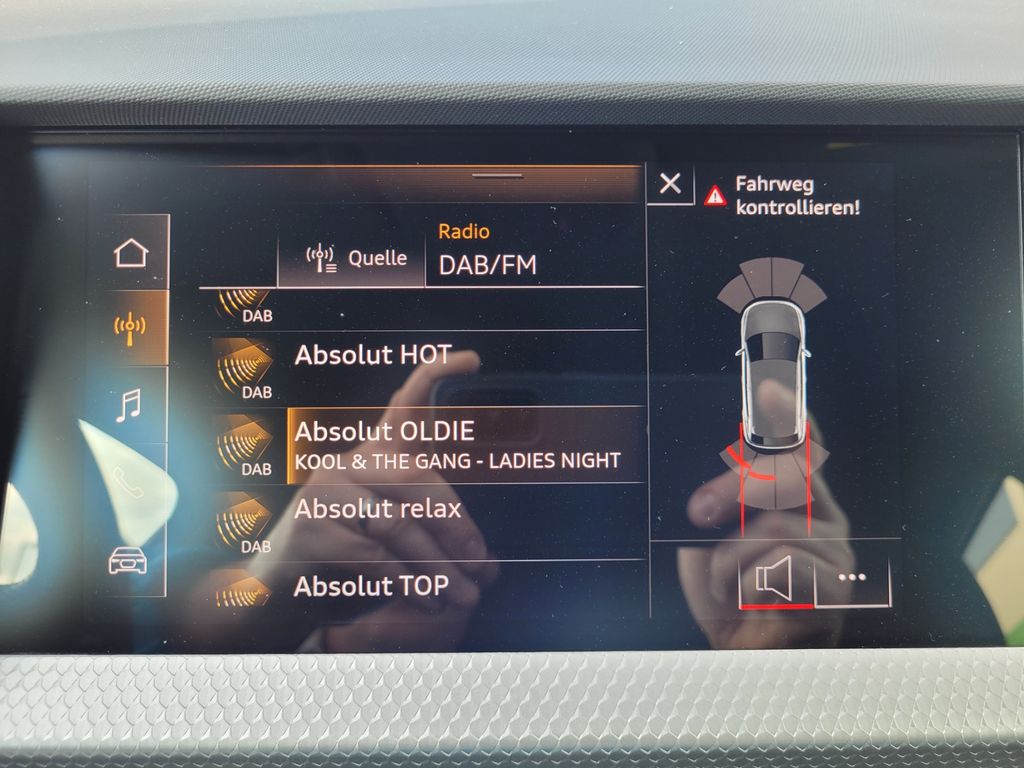 Radio
Quelle
DAB/FM
DAB
Absolut HOT
DAB
Absolut OLDIE
KOOL & THE GANG - LADIES NIGHT
DAB
Absolut relax
DAB
Absolut TOP
Fahrweg
kontrollieren!